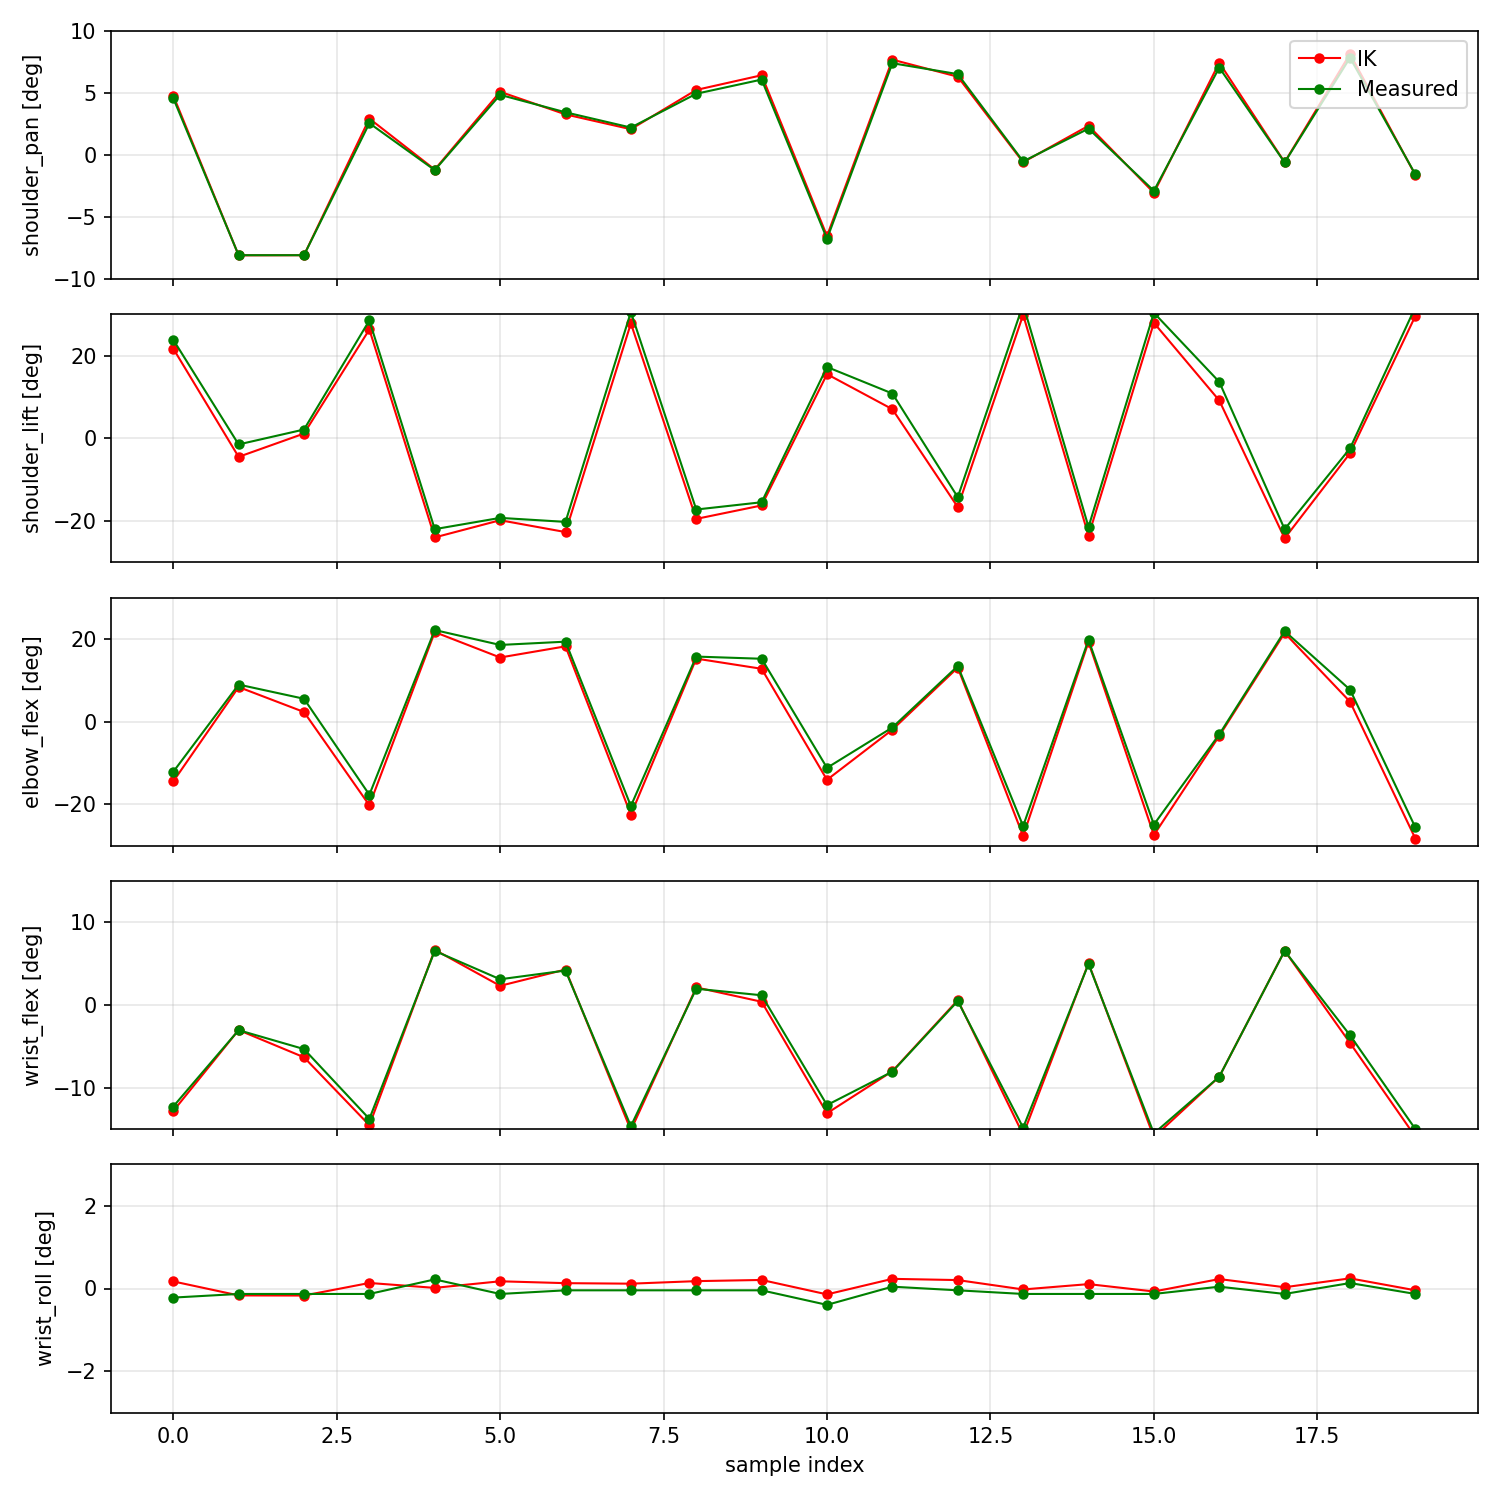 shoulder_pan [deg]
10
5
0
−5
−10
IK
Measured
shoulder_lift [deg]
20
0
−20
elbow_flex [deg]
20
0
−20
wrist_flex [deg]
10
0
−10
wrist_roll [deg]
2
0
−2
0.0 2.5 5.0 7.5 10.0 12.5 15.0 17.5
sample index